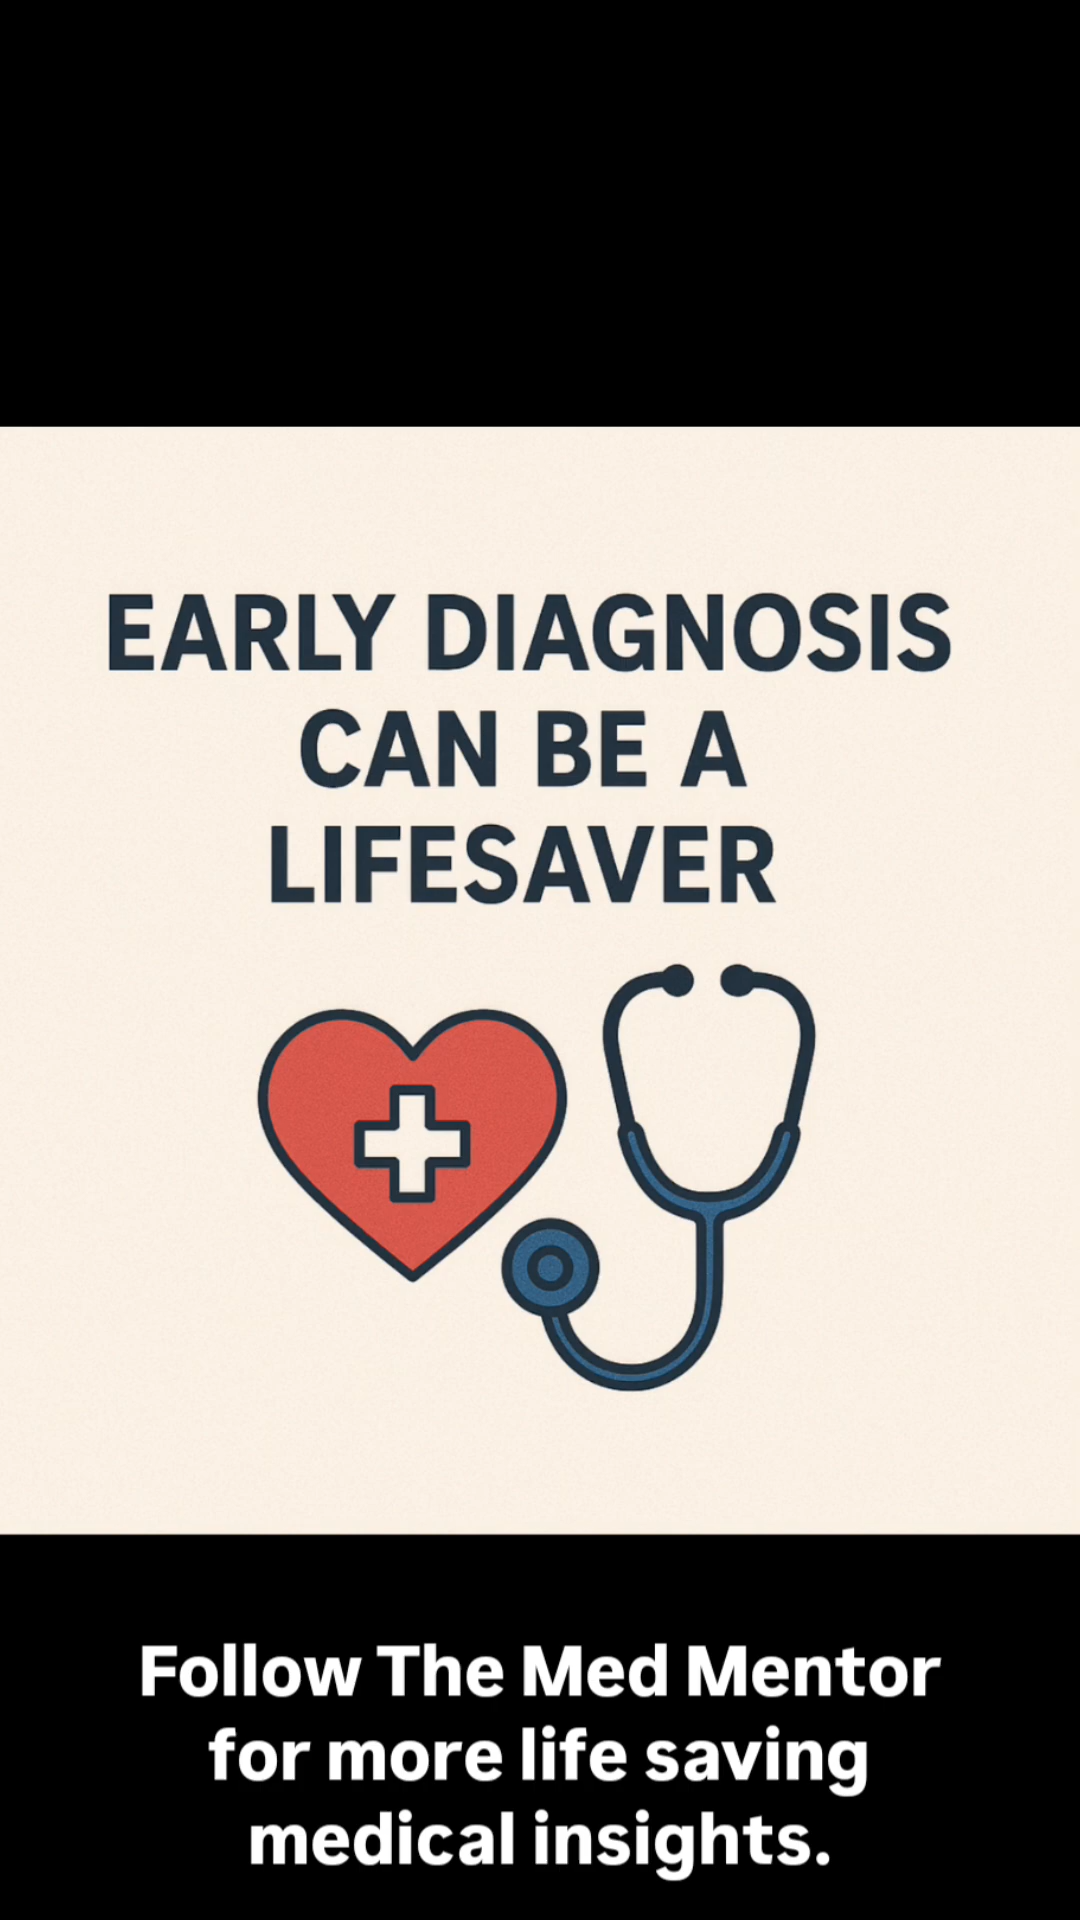 EARLY DIAGNOSIS
CAN BE A
LIFESAVER
Follow The Med Mentor
for more life saving
medical insights.